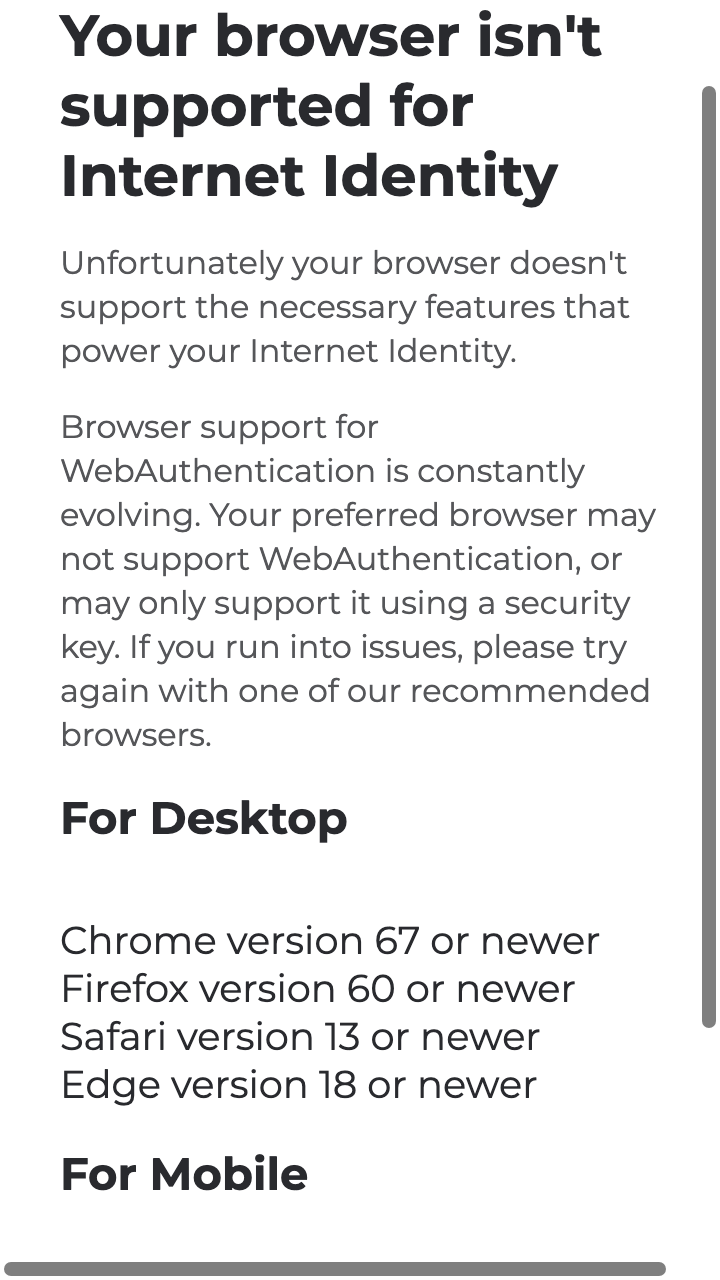 Your browser isn't
supported for
Internet Identity
Unfortunately your browser doesn't
support the necessary features that
power your Internet Identity.
Browser support for
WebAuthentication is constantly
evolving. Your preferred browser may
not support WebAuthentication, or
may only support it using a security
key. If you run into issues, please try
again with one of our recommended
browsers.
For Desktop
Chrome version 67 or newer
Firefox version 60 or newer
Safari version 13 or newer
Edge version 18 or newer
For Mobile